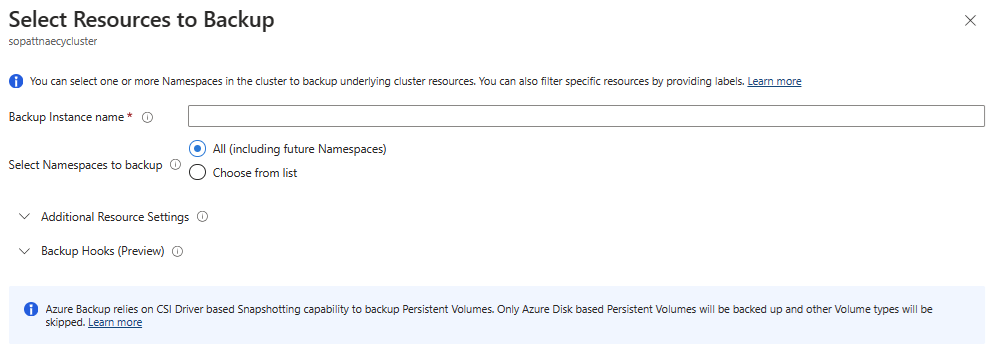 Select Resources to Backup
sopattnaecycluster
You can select one or more Namespaces in the cluster to backup underlying cluster resources. You can also filter specific resources by providing labels. Learn more
Backup Instance name *
Select Namespaces to backup
All (including future Namespaces)
Choose from list
Additional Resource Settings
Backup Hooks (Preview)
Azure Backup relies on CSI Driver based Snapshotting capability to backup Persistent Volumes. Only Azure Disk based Persistent Volumes will be backed up and other Volume types will be
skipped. Learn more